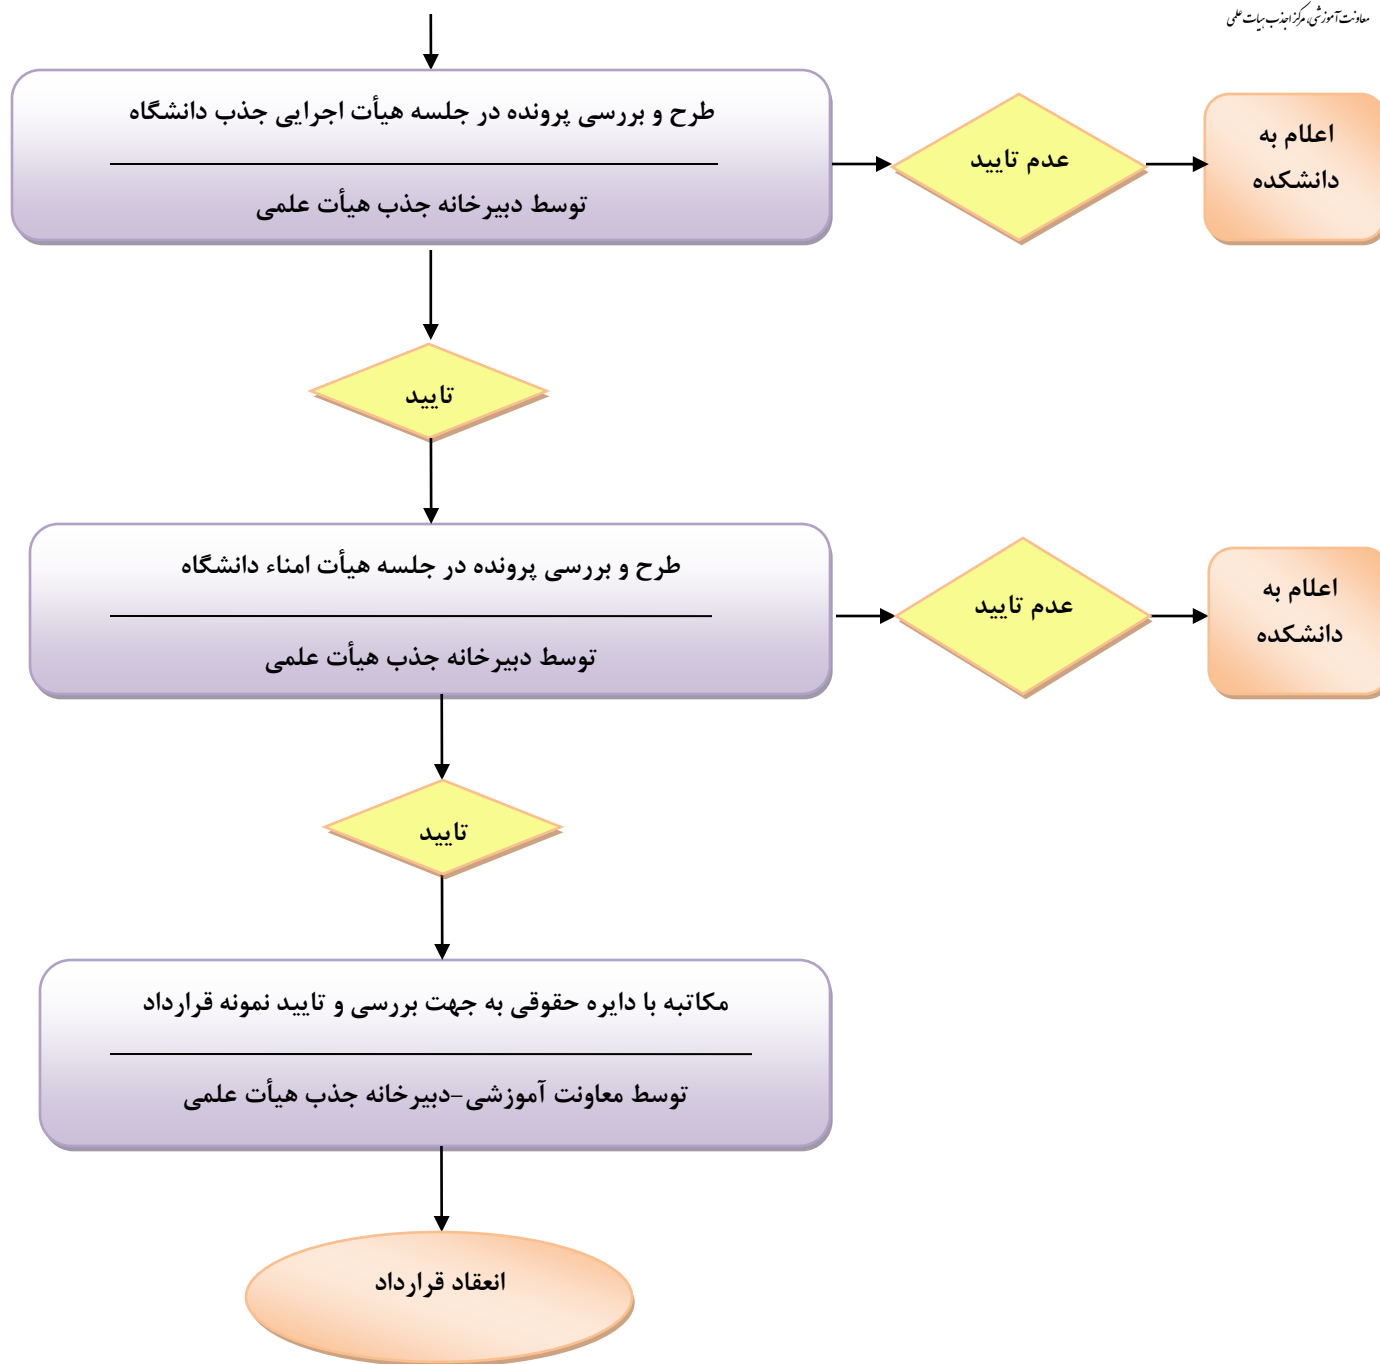 معاونت آموزشی، مرکز جذب هیات علمی
طرح و بررسی پرونده در جلسه هیأت اجرایی جذب دانشگاه
توسط دبیرخانه جذب هیأت علمی
عدم تایید
اعلام به
دانشکده
تایید
طرح و بررسی پرونده در جلسه هیأت امناء دانشگاه
توسط دبیرخانه جذب هیأت علمی
عدم تایید
اعلام به
دانشکده
تایید
مکاتبه با دایره حقوقی به جهت بررسی و تایید نمونه قرارداد
توسط معاونت آموزشی-دبیرخانه جذب هیأت علمی
انعقاد قرارداد